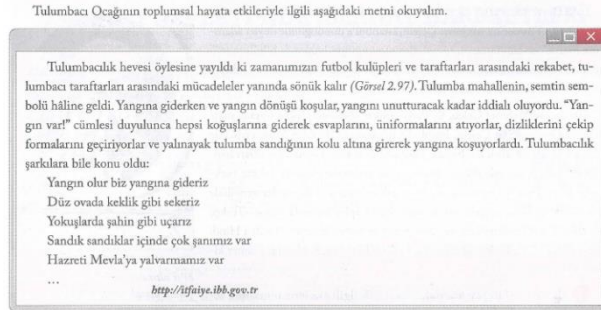 Tulumbacı Ocağının toplumsal hayata etkileriyle ilgili aşağıdaki metni okuyalım.
Tulumbacılık hevesi öylesine yayıldı ki zamanımızın futbol kulüpleri ve taraftarları arasındaki rekabet, tu-
lumbacı taraftarları arasındaki mücadeleler yanında sönük kalır (Görsel 2.97). Tulumba mahallenin, semtin sem-
bolü hâline geldi. Yangına giderken ve yangın dönüşü koşular, yangını unutturacak kadar iddialı oluyordu. “Yan-
gın var!” cümlesi duyulunca hepsi koğuşlarına giderek esvaplarını, üniformalarını atıyorlar, dizliklerini çekip
formalarını geçiriyorlar ve yalınayak tulumba sandığının kolu altına girerek yangına koşuyorlardı. Tulumbacılık
şarkılara bile konu oldu:
Yangın olur biz yangına gideriz
Düz ovada keklik gibi sekeriz
Yokuşlarda şahin gibi uçarız
Sandık sandıklar içinde çok şanımız var
Hazreti Mevla’ya yalvarmamız var
...
http://itfaiye.ibb.gov.tr